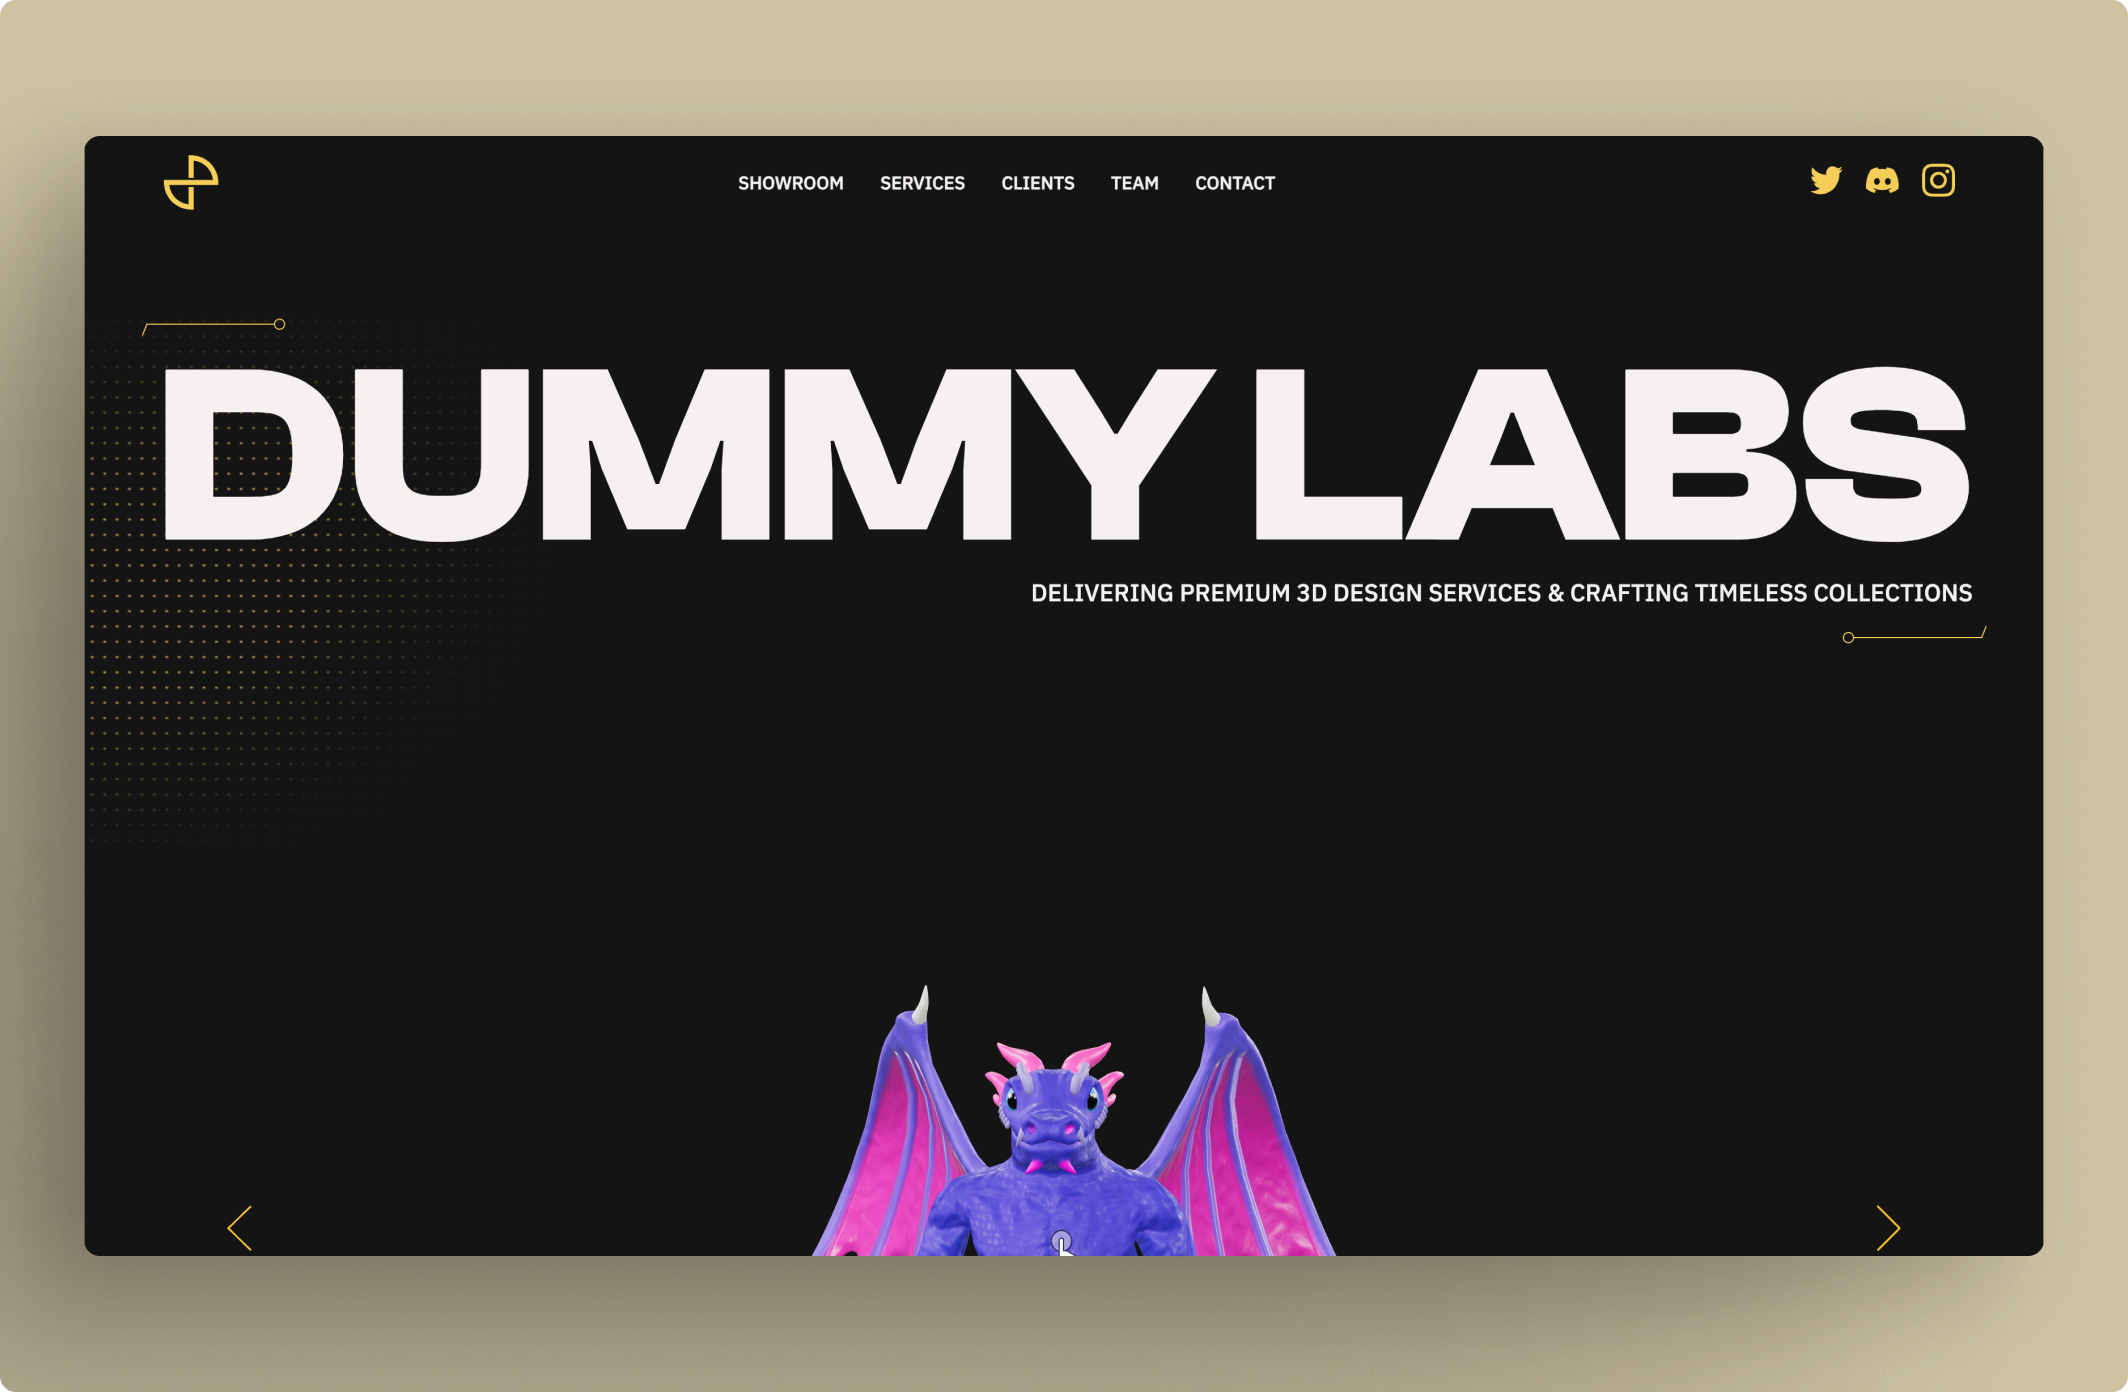 SHOWROOM SERVICES CLIENTS TEAM CONTACT
DUMMY LABS
DELIVERING PREMIUM 3D DESIGN SERVICES & CRAFTING TIMELESS COLLECTIONS